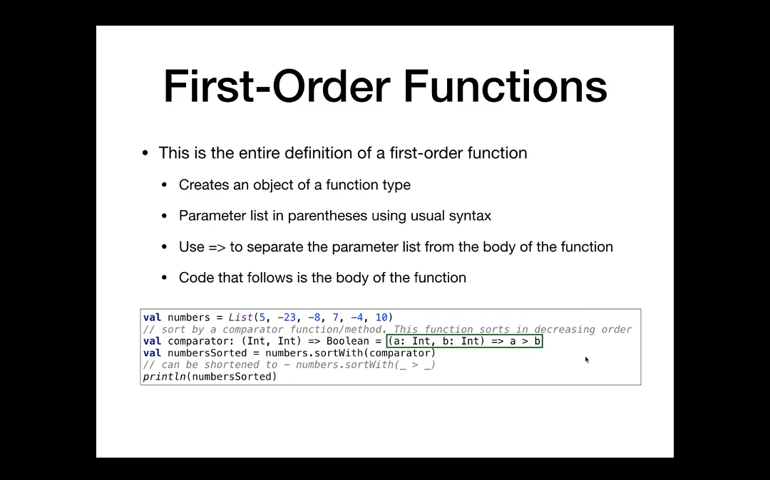 First-Order Functions
• This is the entire definition of a first-order function
• Creates an object of a function type
• Parameter list in parentheses using usual syntax
• Use => to separate the parameter list from the body of the function
• Code that follows is the body of the function
val numbers = List(5, -23, -8, 7, -4, 10)
// sort by a comparator function/method. This function sorts in decreasing order
val comparator: (Int, Int) => Boolean = (a: Int, b: Int) => a > b
val numbersSorted = numbers.sortWith(comparator)
// can be shortened to - numbers.sortWith(_ > _)
println(numbersSorted)